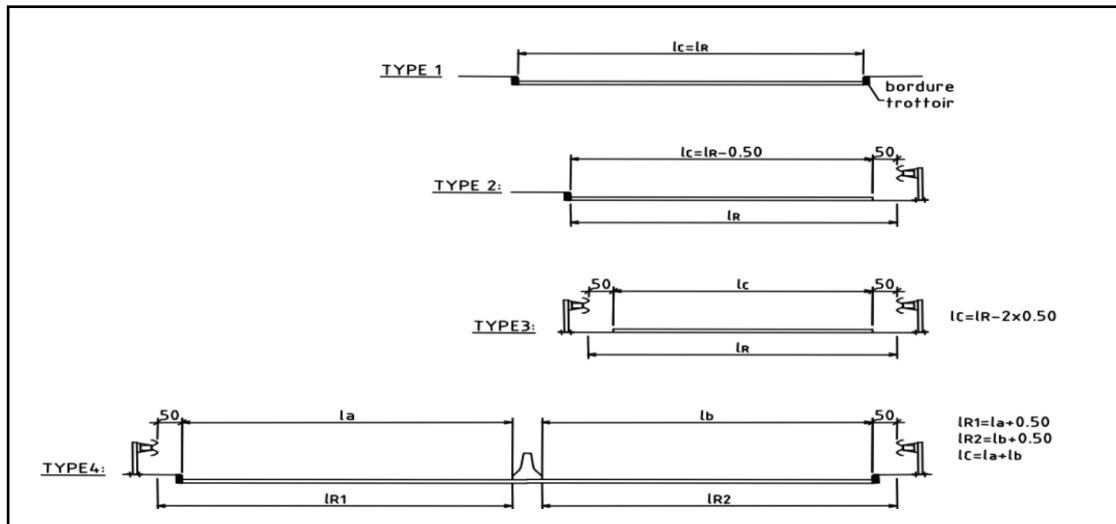 lC=lR
TYPE 1
bordure
trottoir
lC=lR-0.50
50
TYPE 2:
lR
50
lC
50
TYPE3:
lC=lR-2x0.50
lR
50
la
lb
50
lR1=la+0.50
lR2=lb+0.50
lC=la+lb
TYPE4:
lR1
lR2